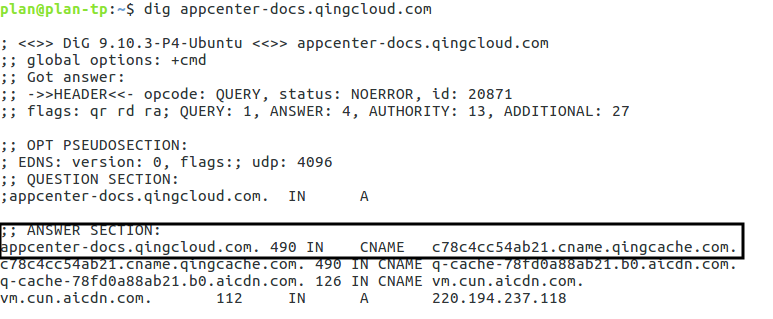 plan@plan-tp:~$ dig appcenter-docs.qingcloud.com
; <<>> DiG 9.10.3-P4-Ubuntu <<>> appcenter-docs.qingcloud.com
;; global options: +cmd
;; Got answer:
;; ->>HEADER<<- opcode: QUERY, status: NOERROR, id: 20871
;; flags: qr rd ra; QUERY: 1, ANSWER: 4, AUTHORITY: 13, ADDITIONAL: 27
;; OPT PSEUDOSECTION:
; EDNS: version: 0, flags:; udp: 4096
;; QUESTION SECTION:
;appcenter-docs.qingcloud.com. IN A
;; ANSWER SECTION:
appcenter-docs.qingcloud.com. 490 IN CNAME c78c4cc54ab21.cname.qingcache.com.
c78c4cc54ab21.cname.qingcache.com. 490 IN CNAME q-cache-78fd0a88ab21.b0.aicdn.com.
q-cache-78fd0a88ab21.b0.aicdn.com. 126 IN CNAME vm.cun.aicdn.com.
vm.cun.aicdn.com. 112 IN A 220.194.237.118